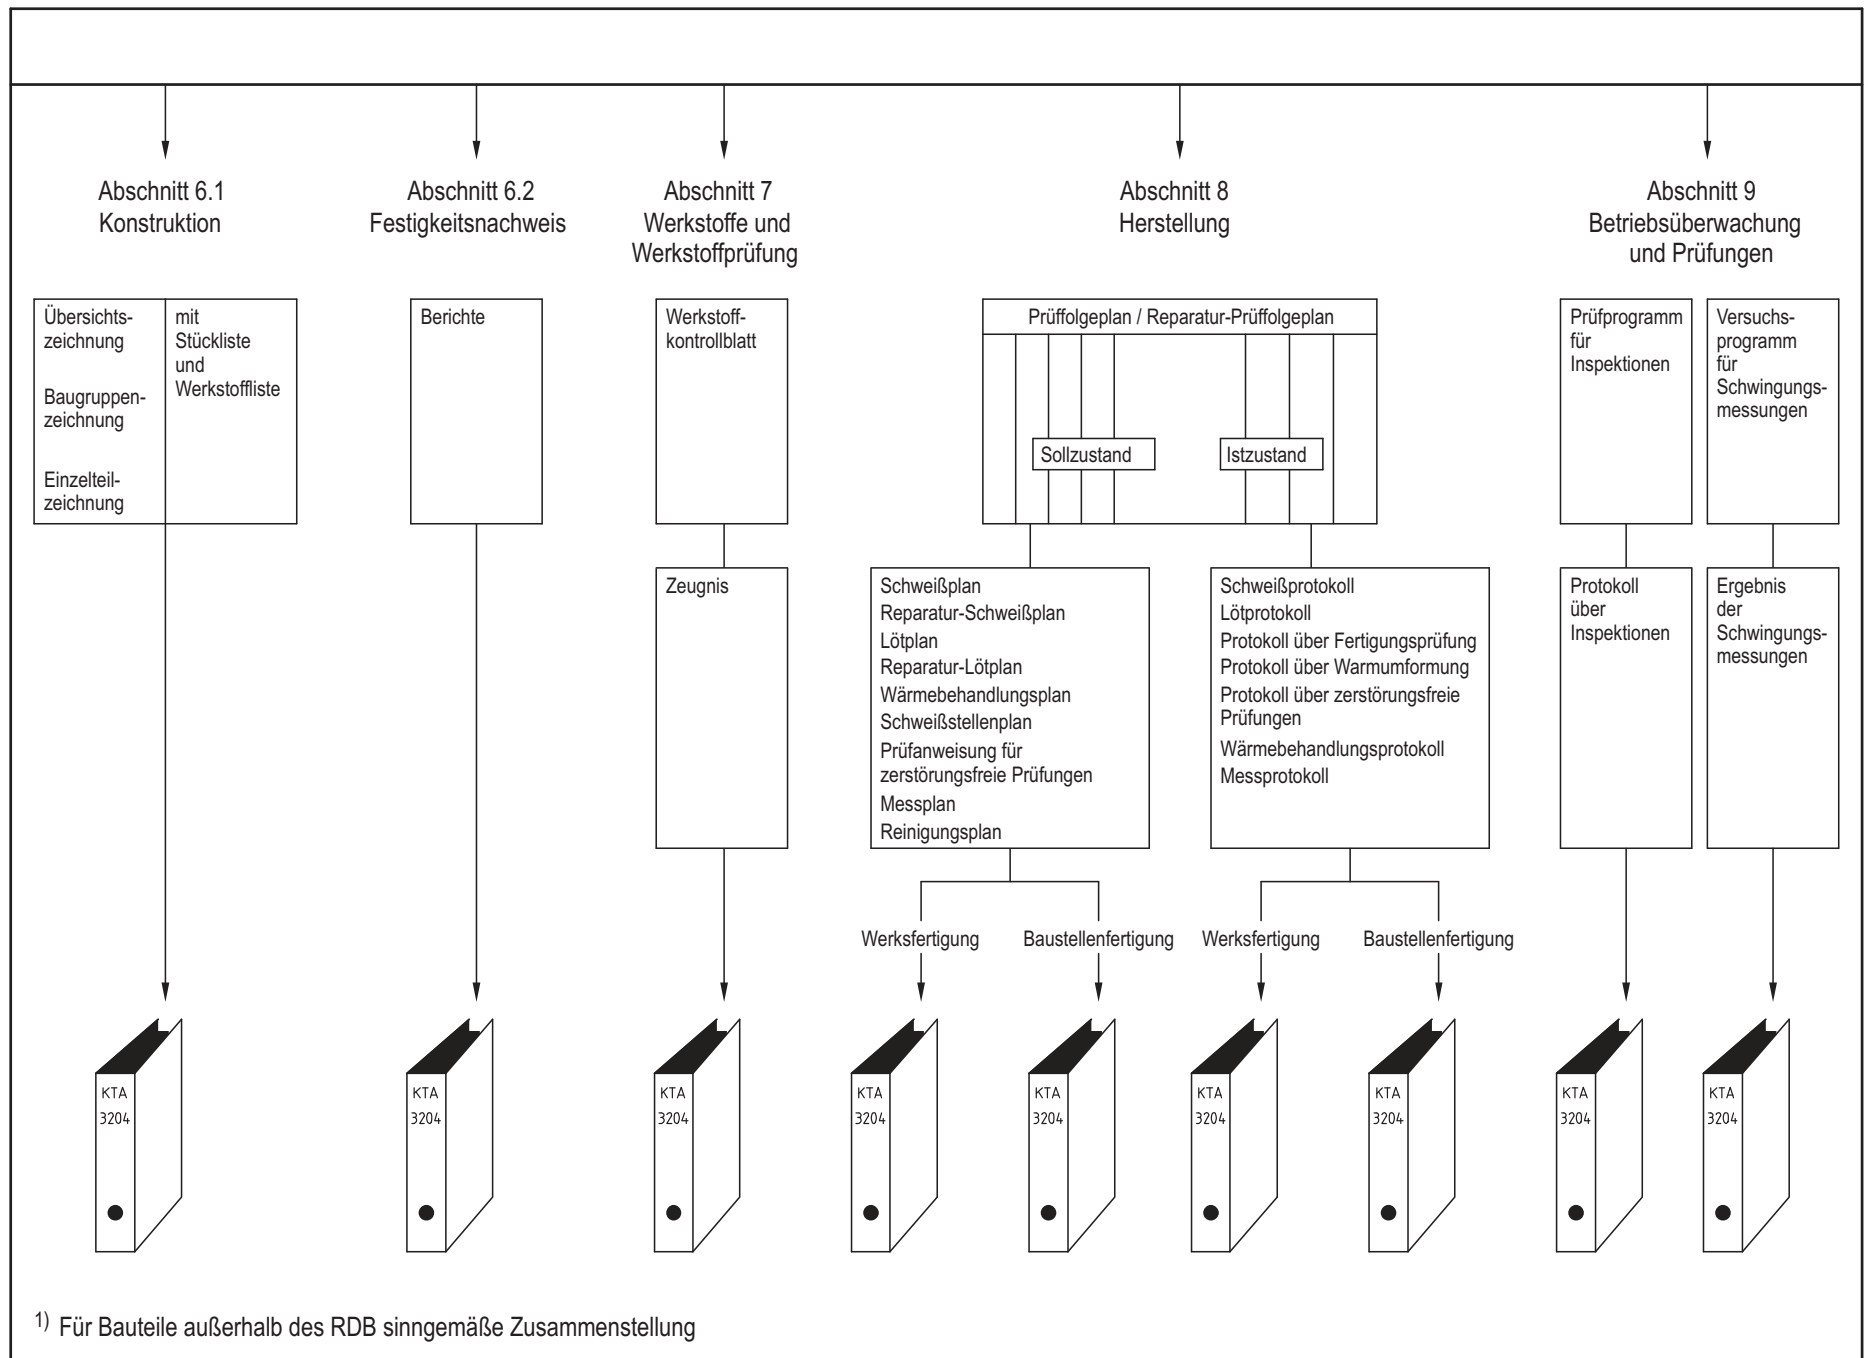 Abschnitt 6.1
Konstruktion
Abschnitt 6.2
Festigkeitsnachweis
Abschnitt 7
Werkstoffe und
Werkstoffprüfung
Abschnitt 8
Herstellung
Abschnitt 9
Betriebsüberwachung
und Prüfungen
Übersichts-
zeichnung
Baugruppen-
zeichnung
Einzelteil-
zeichnung
mit
Stückliste
und
Werkstoffliste
Berichte
Werkstoff-
kontrollblatt
Zeugnis
Prüffolgeplan / Reparatur-Prüffolgeplan
Sollzustand
Istzustand
Schweißplan
Reparatur-Schweißplan
Lötplan
Reparatur-Lötplan
Wärmebehandlungsplan
Schweißstellenplan
Prüfanweisung für
zerstörungsfreie Prüfungen
Messplan
Reinigungsplan
Schweißprotokoll
Lötprotokoll
Protokoll über Fertigungsprüfung
Protokoll über Warmumformung
Protokoll über zerstörungsfreie
Prüfungen
Wärmebehandlungsprotokoll
Messprotokoll
Prüfprogramm
für
Inspektionen
Versuchs-
programm
für
Schwingungs-
messungen
Protokoll
über
Inspektionen
Ergebnis
der
Schwingungs-
messungen
Werksfertigung
Baustellenfertigung
Werksfertigung
Baustellenfertigung
KTA
3204
KTA
3204
KTA
3204
KTA
3204
KTA
3204
KTA
3204
KTA
3204
KTA
3204
KTA
3204
1) Für Bauteile außerhalb des RDB sinngemäße Zusammenstellung